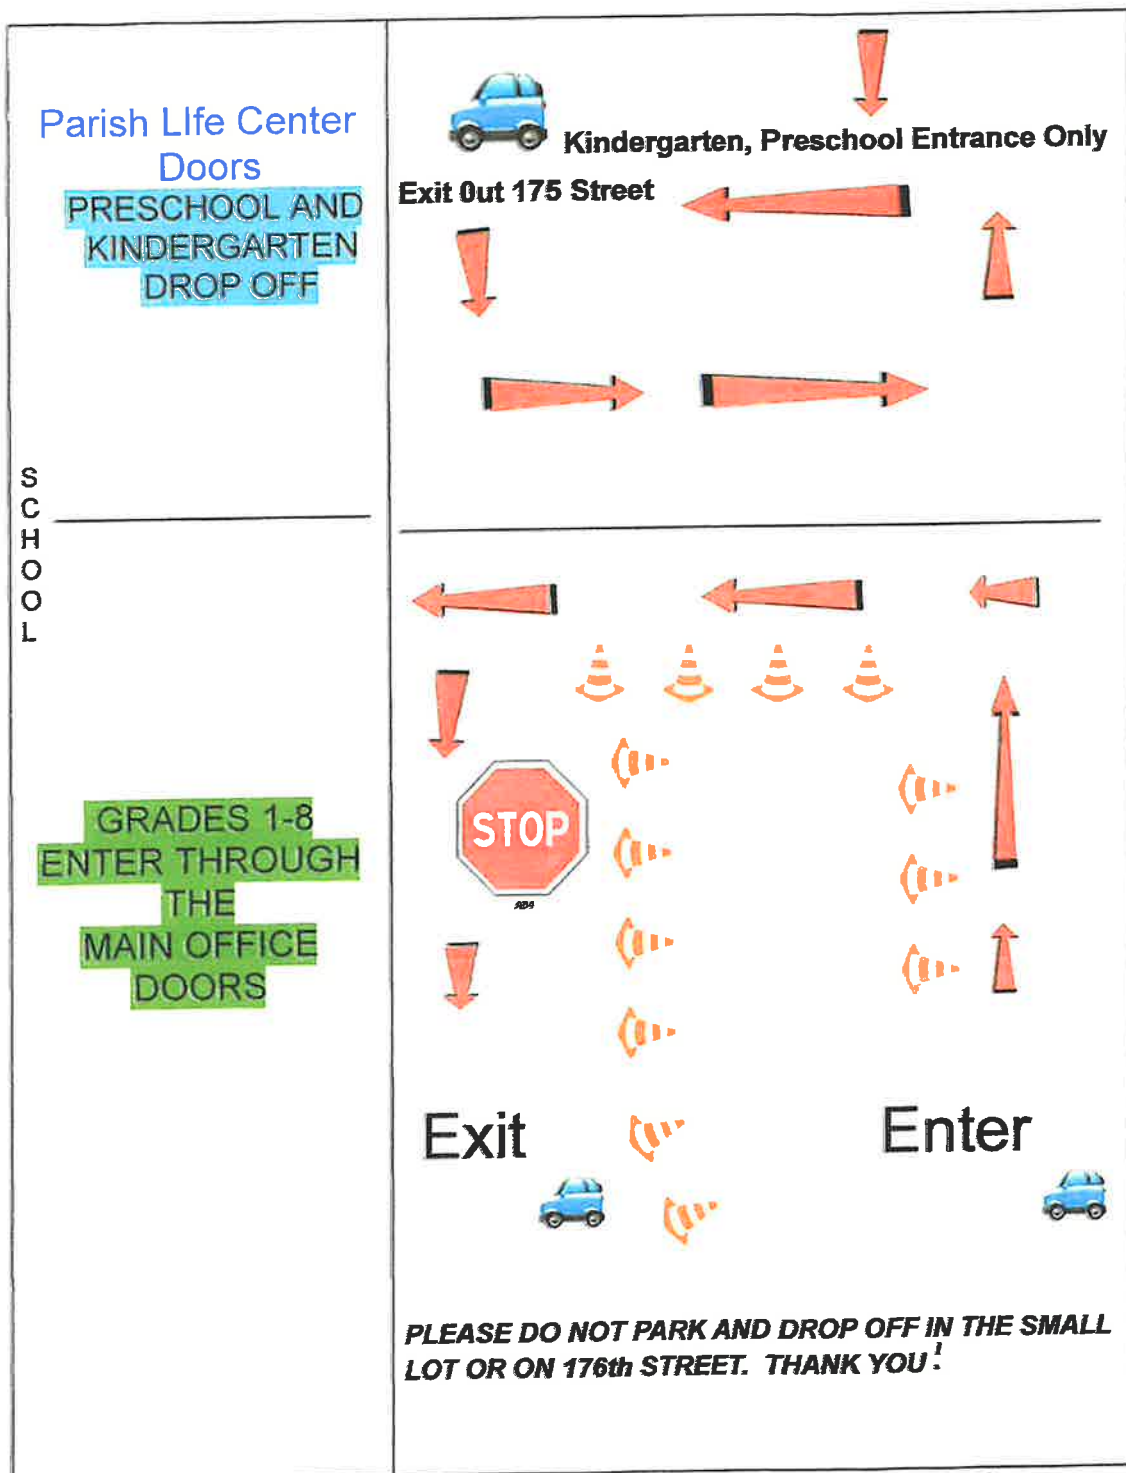 Parish LIfe Center
Doors
PRESCHOOL AND
KINDERGARTEN
DROP OFF
Kindergarten, Preschool Entrance Only
Exit 0ut 175 Street
S
C
H
O
O
L
GRADES 1-8
ENTER THROUGH
THE
MAIN OFFICE
DOORS
STOP
Exit
Enter
PLEASE DO NOT PARK AND DROP OFF IN THE SMALL
LOT OR ON 176th STREET. THANK YOU!